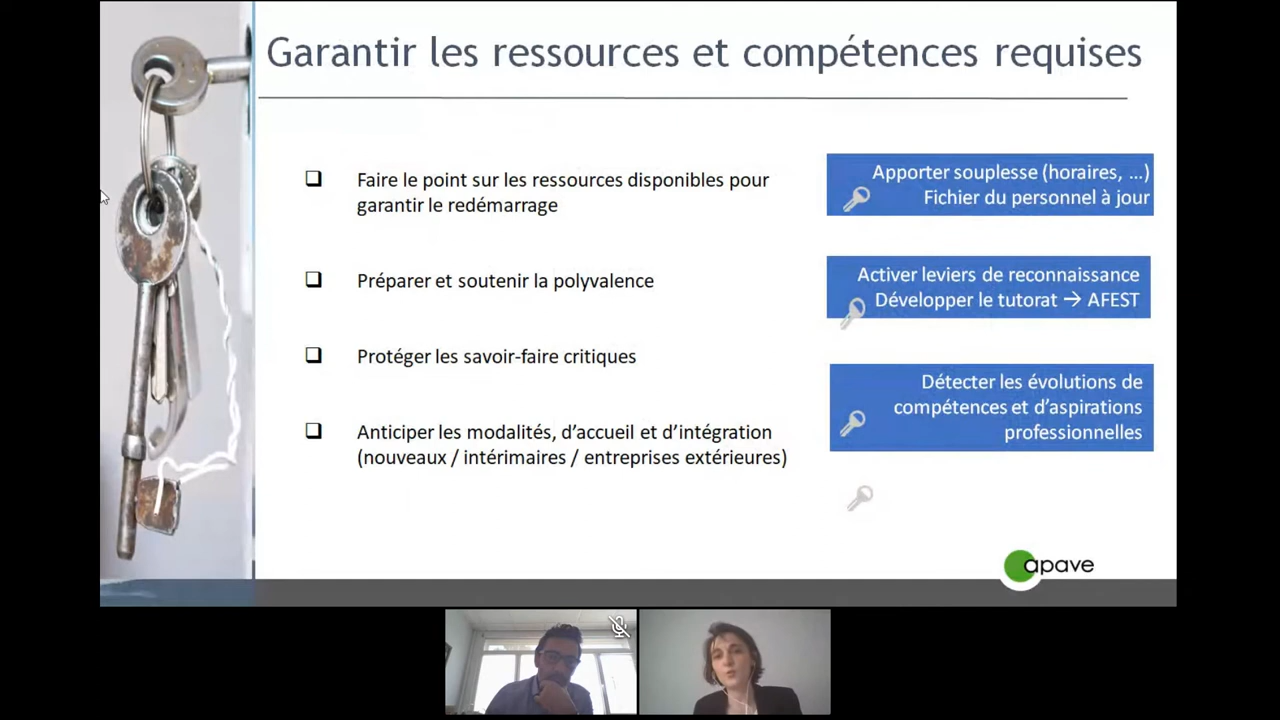 Garantir les ressources et compétences requises
Faire le point sur les ressources disponibles pour
garantir le redémarrage
Apporter souplesse (horaires, ...)
Fichier du personnel à jour
Préparer et soutenir la polyvalence
Activer leviers de reconnaissance
Développer le tutorat → AFEST
Protéger les savoir-faire critiques
Détecter les évolutions de
compétences et d'aspirations
professionnelles
Anticiper les modalités, d'accueil et d'intégration
(nouveaux / intérimaires / entreprises extérieures)
apave